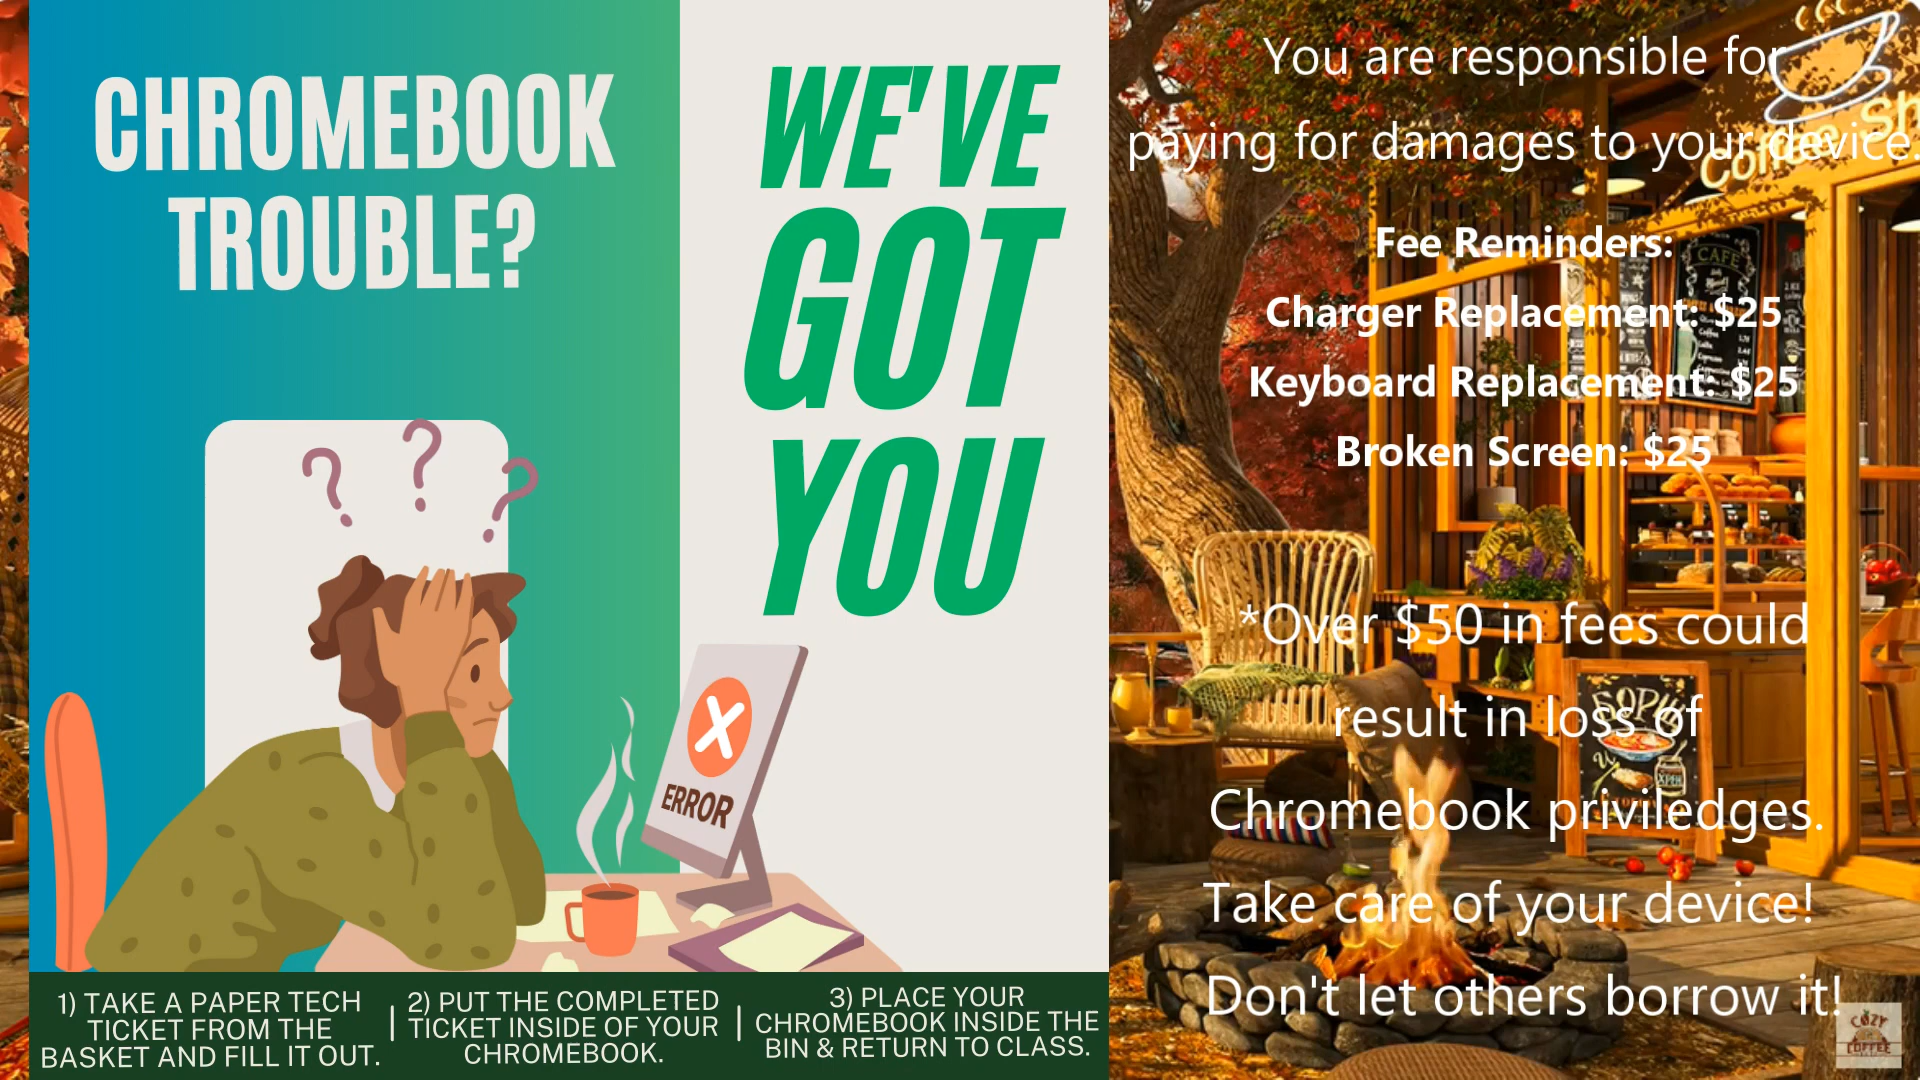 CHROMEBOOK
TROUBLE?
WE'VE
GOT
YOU
ERROR
1) TAKE A PAPER TECH
TICKET FROM THE
BASKET AND FILL IT OUT.
2) PUT THE COMPLETED
TICKET INSIDE OF YOUR
CHROMEBOOK.
3) PLACE YOUR
CHROMEBOOK INSIDE THE
BIN & RETURN TO CLASS.
You are responsible for
paying for damages to your device.
Fee Reminders:
Charger Replacement: $25
Keyboard Replacement: $25
Broken Screen: $25
*Over $50 in fees could
result in loss of
Chromebook priviledges.
Take care of your device!
Don't let others borrow it!
CAFE
COZY
COFFEE